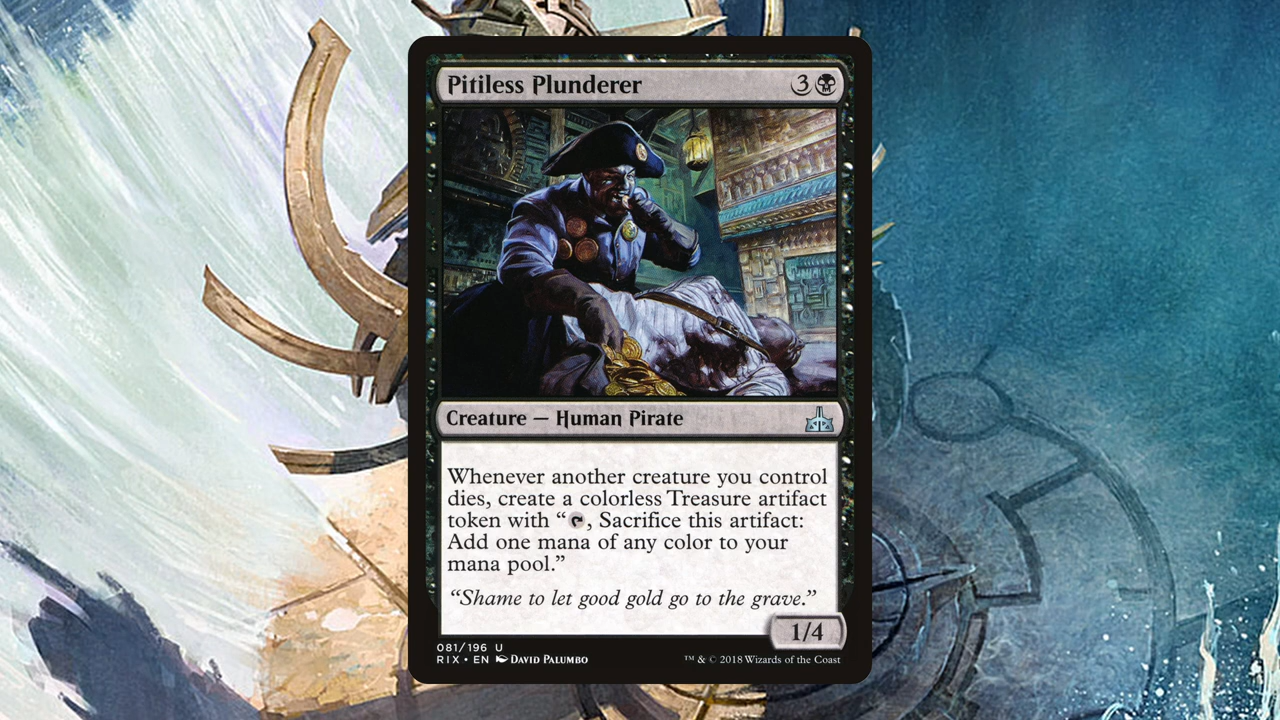 Pitiless Plunderer 3
Creature — Human Pirate
Whenever another creature you control
dies, create a colorless Treasure artifact
token with “, Sacrifice this artifact:
Add one mana of any color to your
mana pool.”
“Shame to let good gold go to the grave.”
1/4
081/196 U
RIX • EN DAVID PALUMBO
™ & © 2018 Wizards of the Coast